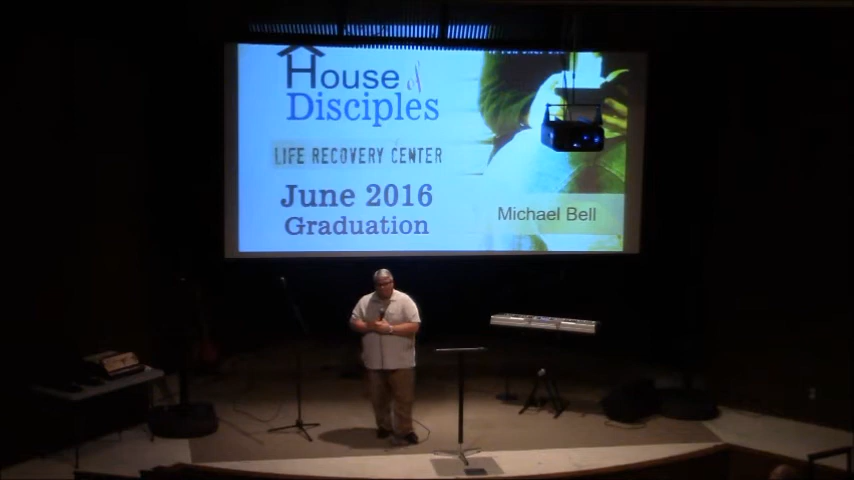 House of
Disciples
LIFE RECOVERY CENTER
June 2016
Graduation
Michael Bell